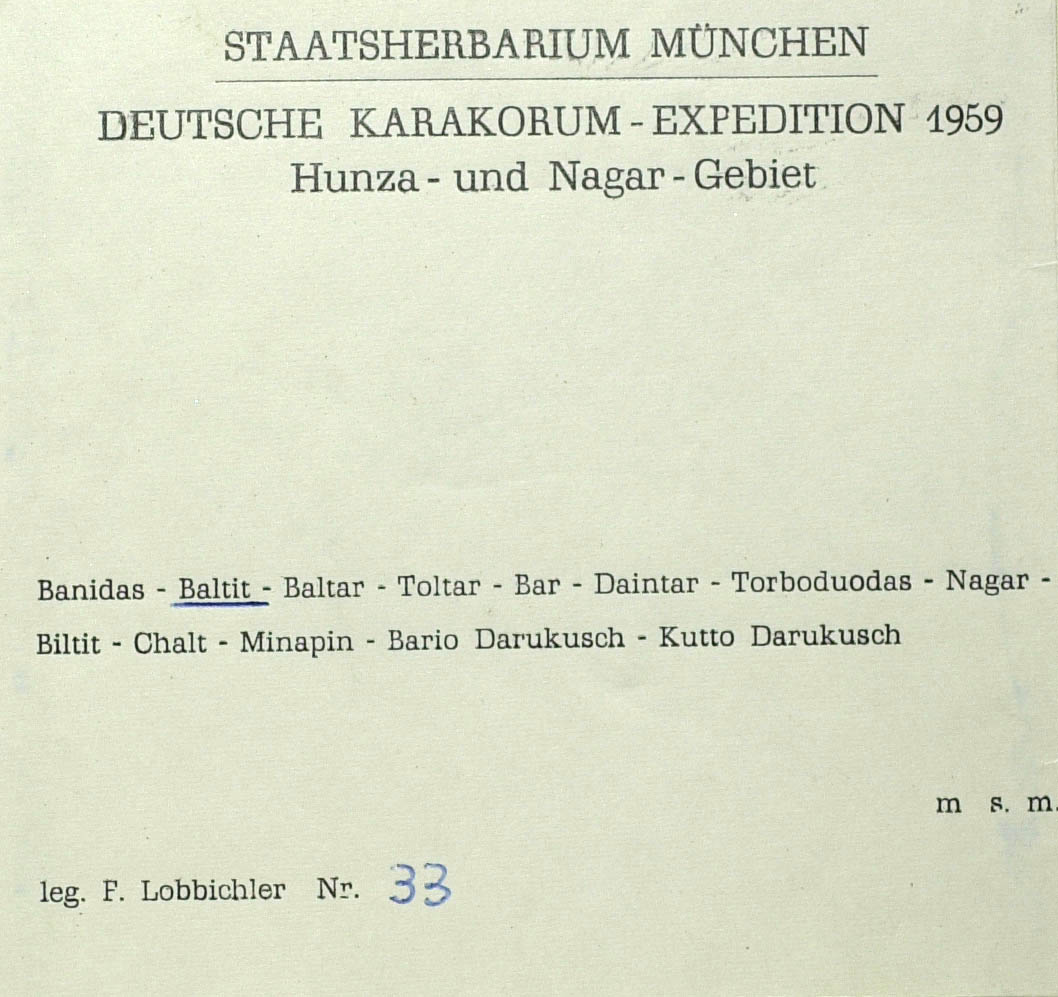 STAATSHERBARIUM MÜNCHEN
DEUTSCHE KARAKORUM - EXPEDITION 1959
Hunza - und Nagar - Gebiet
Banidas - Baltit - Baltar - Toltar - Bar - Daintar - Torboduodas - Nagar -
Biltit - Chalt - Minapin - Bario Darukusch - Kutto Darukusch
m s. m.
leg. F. Lobbichler Nr. 33